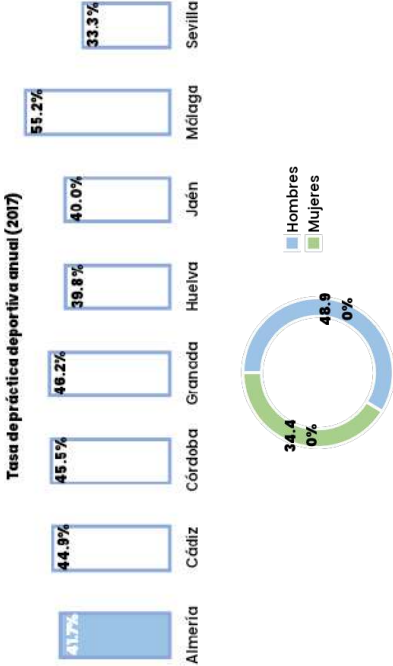 Tasa de práctica deportiva anual (2017)
41.7%
44.9%
45.5%
46.2%
39.8%
40.0%
55.2%
33.3%
Almería
Cádiz
Córdoba
Granada
Huelva
Jaén
Málaga
Sevilla
34.4
0%
48.9
0%
Hombres
Mujeres